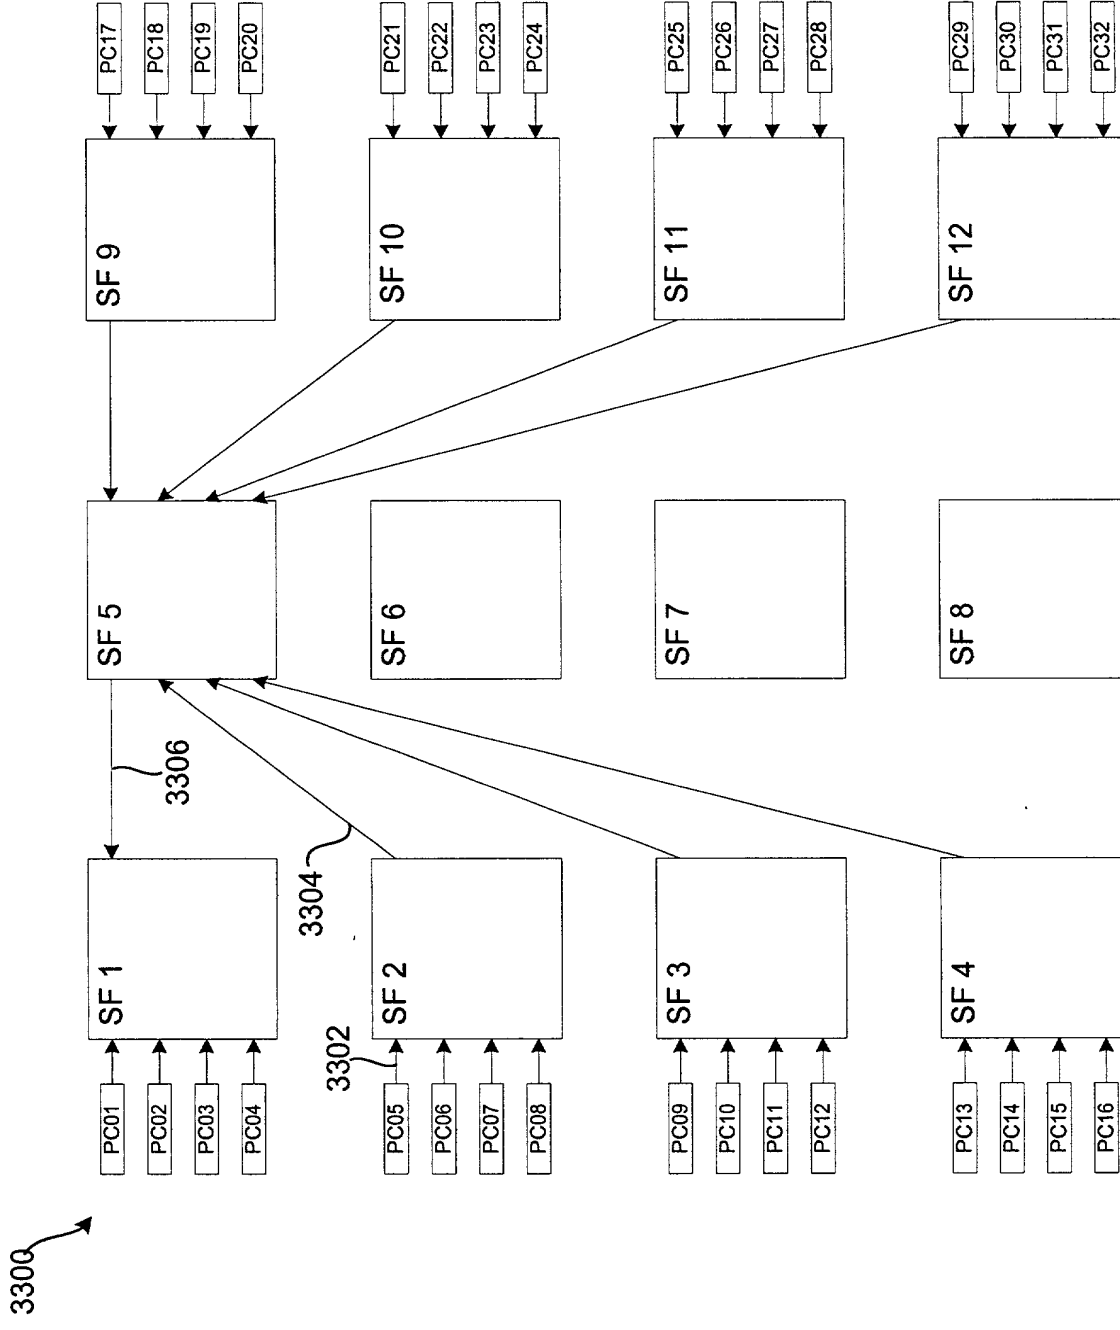 3300
PC01
PC02
PC03
PC04
PC05
PC06
PC07
PC08
PC09
PC10
PC11
PC12
PC13
PC14
PC15
PC16
3302
SF 1
SF 2
SF 3
SF 4
3304
3306
SF 5
SF 6
SF 7
SF 8
SF 9
SF 10
SF 11
SF 12
PC17
PC18
PC19
PC20
PC21
PC22
PC23
PC24
PC25
PC26
PC27
PC28
PC29
PC30
PC31
PC32